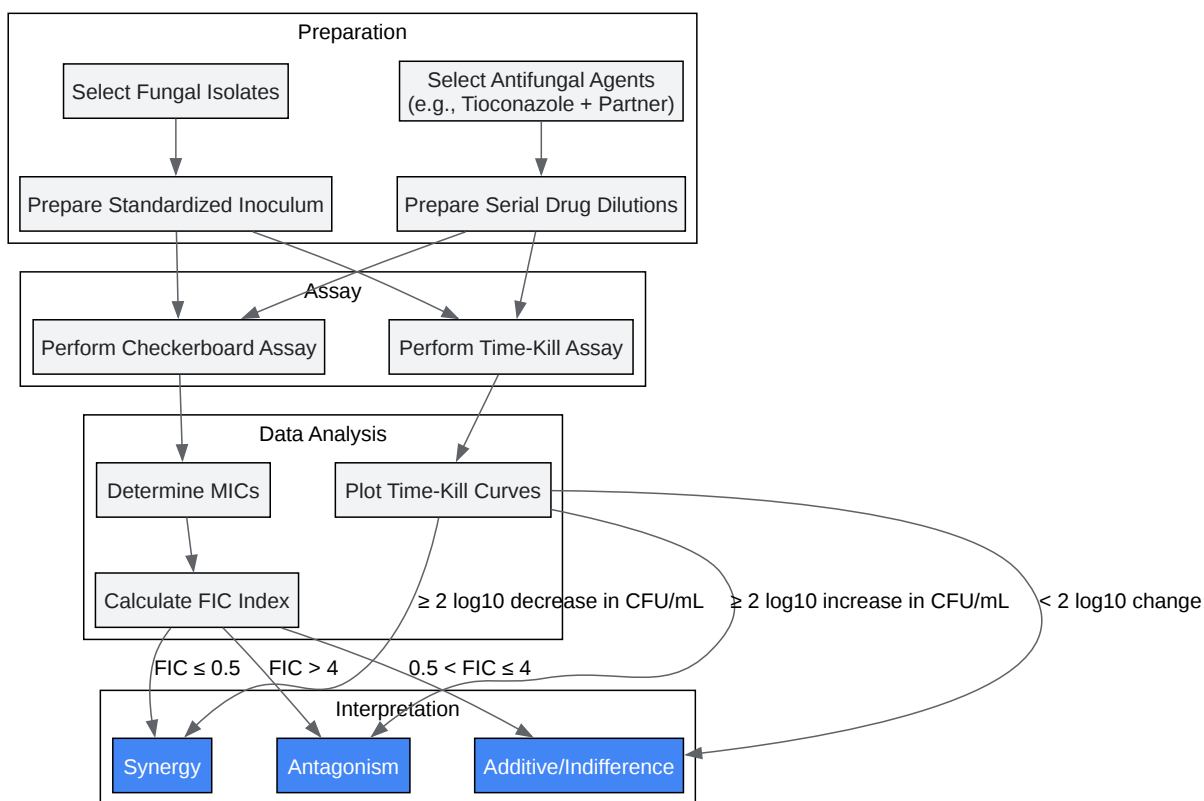 Preparation
Select Fungal Isolates
Select Antifungal Agents
(e.g., Tioconazole + Partner)
Prepare Standardized Inoculum
Prepare Serial Drug Dilutions
Assay
Perform Checkerboard Assay
Perform Time-Kill Assay
Data Analysis
Determine MICs
Plot Time-Kill Curves
Calculate FIC Index
≥ 2 log10 decrease in CFU/mL
≥ 2 log10 increase in CFU/mL
< 2 log10 change
FIC ≤ 0.5
FIC > 4
0.5 < FIC ≤ 4
Interpretation
Synergy
Antagonism
Additive/Indifference